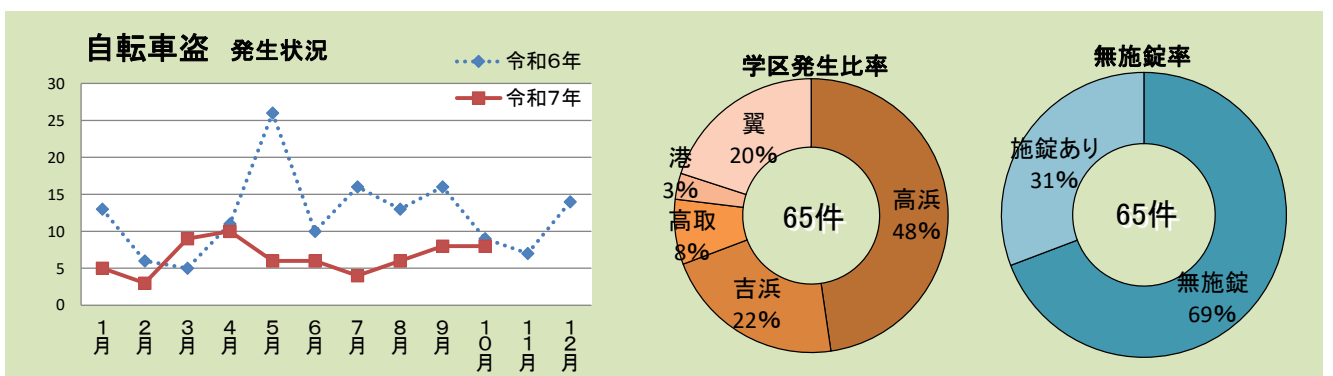 自転車盗 発生状況
令和6年
令和7年
30
25
20
15
10
5
0
1月
2月
3月
4月
5月
6月
7月
8月
9月
10月
11月
12月
学区発生比率
翼
20%
港
3%
高取
8%
吉浜
22%
高浜
48%
65件
無施錠率
施錠あり
31%
65件
無施錠
69%